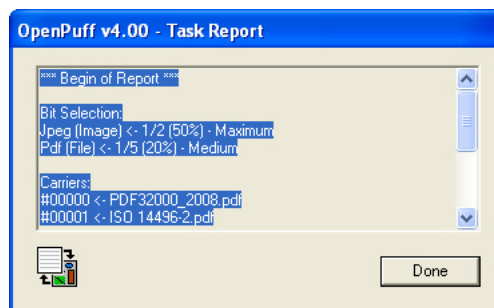 OpenPuff v4.00 - Task Report
*** Begin of Report ***
Bit Selection:
Jpeg (Image) <- 1/2 (50%) - Maximum
Pdf (File) <- 1/5 (20%) - Medium
Carriers:
#00000 <- PDF32000_2008.pdf
#00001 <- ISO 14496-2.pdf
Done